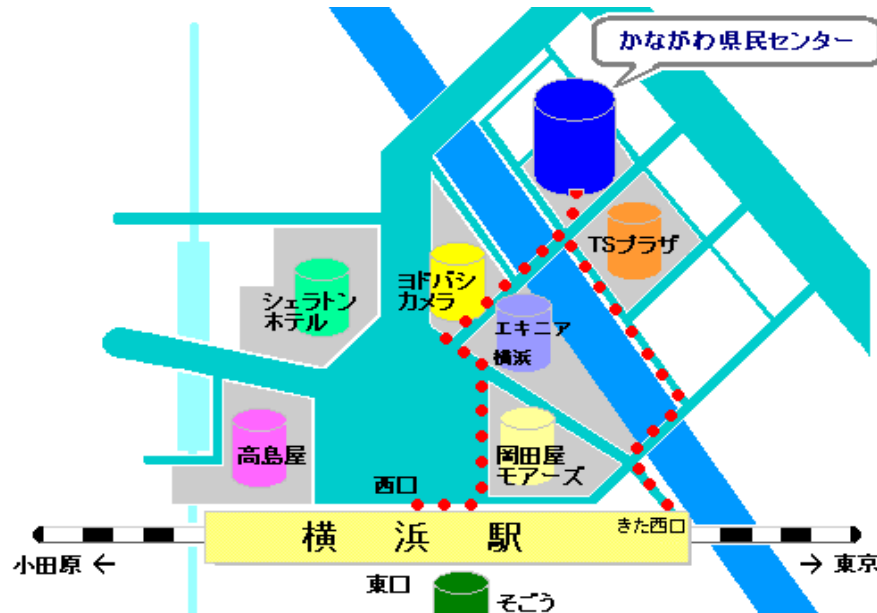 かながわ県民センター
TSプラザ
ヨドバシ
カメラ
シェラトン
ホテル
エキニア
横浜
高島屋
岡田屋
モアーズ
西口
きた西口
横浜駅
小田原 ←
→ 東京
東口
そごう